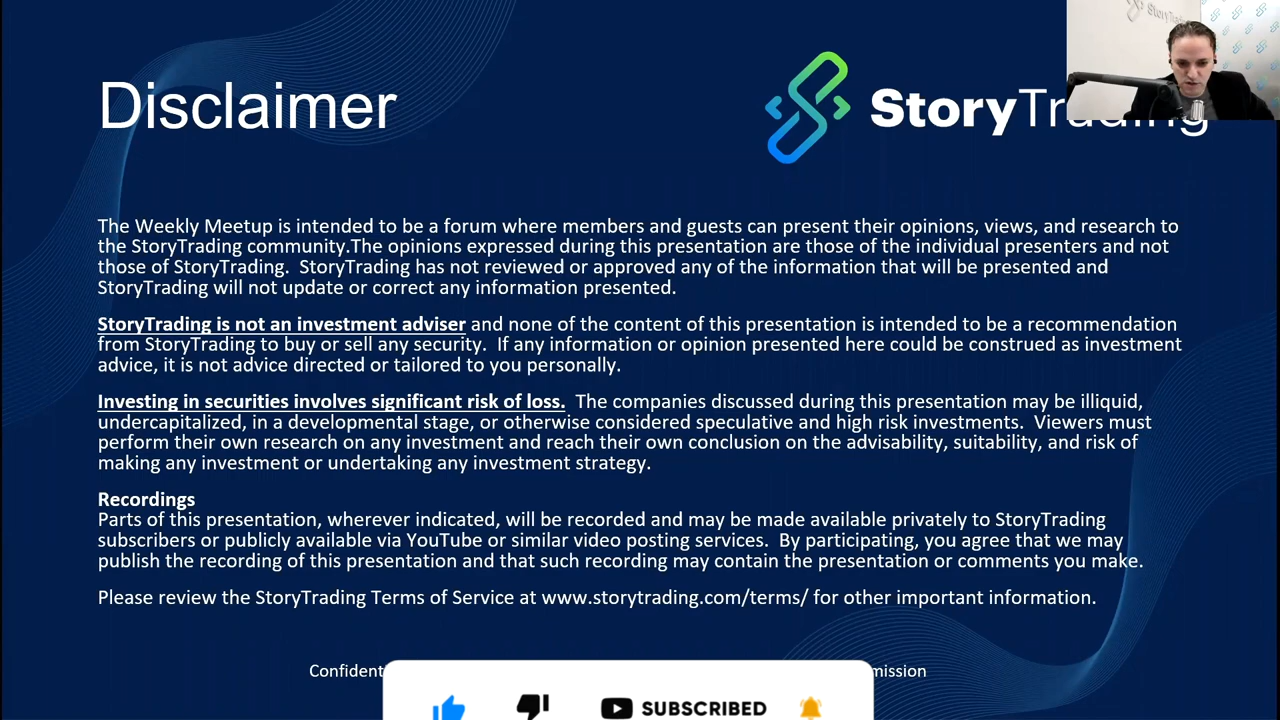 Disclaimer
StoryTrading
The Weekly Meetup is intended to be a forum where members and guests can present their opinions, views, and research to
the StoryTrading community.The opinions expressed during this presentation are those of the individual presenters and not
those of StoryTrading.  StoryTrading has not reviewed or approved any of the information that will be presented and
StoryTrading will not update or correct any information presented.
StoryTrading is not an investment adviser and none of the content of this presentation is intended to be a recommendation
from StoryTrading to buy or sell any security.  If any information or opinion presented here could be construed as investment
advice, it is not advice directed or tailored to you personally.
Investing in securities involves significant risk of loss.  The companies discussed during this presentation may be illiquid,
undercapitalized, in a developmental stage, or otherwise considered speculative and high risk investments.  Viewers must
perform their own research on any investment and reach their own conclusion on the advisability, suitability, and risk of
making any investment or undertaking any investment strategy.
Recordings
Parts of this presentation, wherever indicated, will be recorded and may be made available privately to StoryTrading
subscribers or publicly available via YouTube or similar video posting services.  By participating, you agree that we may
publish the recording of this presentation and that such recording may contain the presentation or comments you make.
Please review the StoryTrading Terms of Service at www.storytrading.com/terms/ for other important information.
SUBSCRIBED